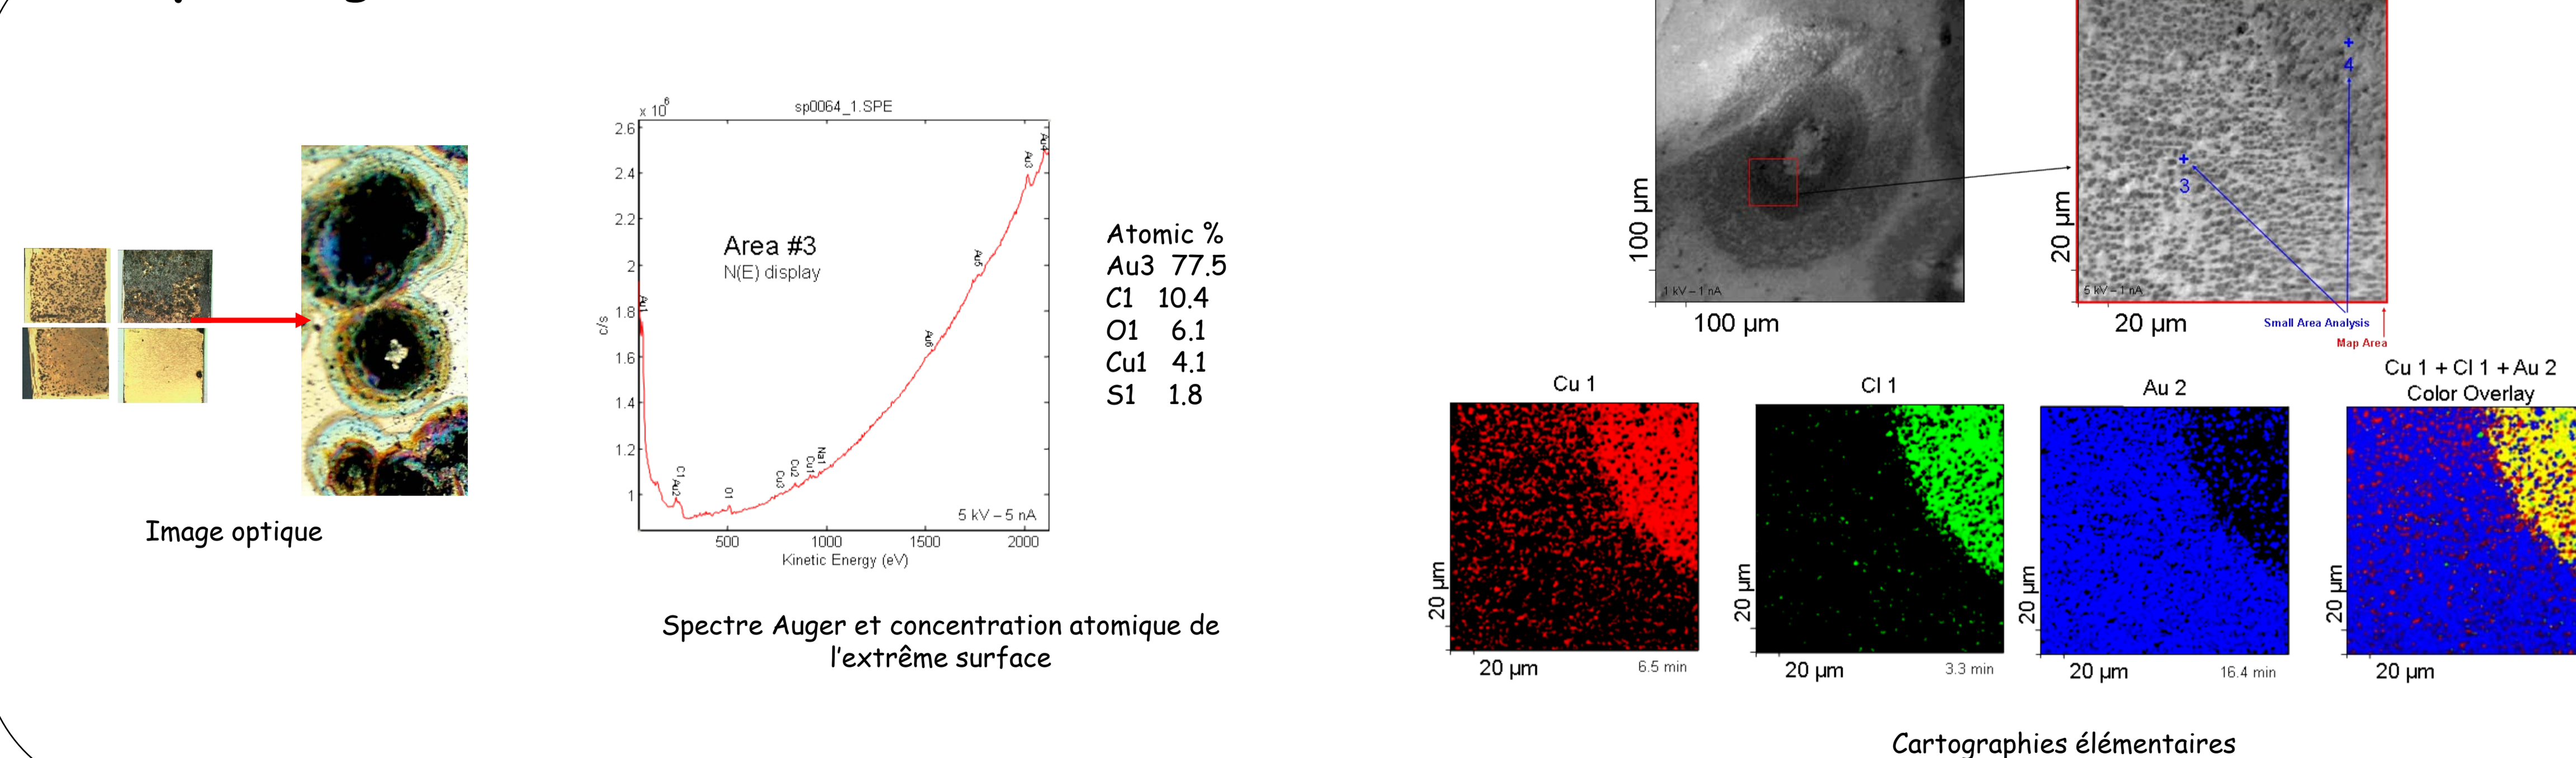 Image optique
x 10^6
sp0064_1.SPE
2.6
2.4
2.2
2
1.8
1.6
1.4
1.2
1
c/s
Area #3
N(E) display
Au1
C1
Au2
O1
Cu3
Cu2
Cu1
Na1
Au6
Au5
Au3
Au4
5 kV – 5 nA
500
1000
1500
2000
Kinetic Energy (eV)
Atomic %
Au3 77.5
C1 10.4
O1 6.1
Cu1 4.1
S1 1.8
Spectre Auger et concentration atomique de
l'extrême surface
100 µm
1 kV – 1 nA
100 µm
4
3
20 µm
5 kV – 1 nA
20 µm
Small Area Analysis
Map Area
Cu 1
20 µm
20 µm
6.5 min
Cl 1
20 µm
20 µm
3.3 min
Au 2
20 µm
20 µm
16.4 min
Cu 1 + Cl 1 + Au 2
Color Overlay
20 µm
20 µm
Cartographies élémentaires